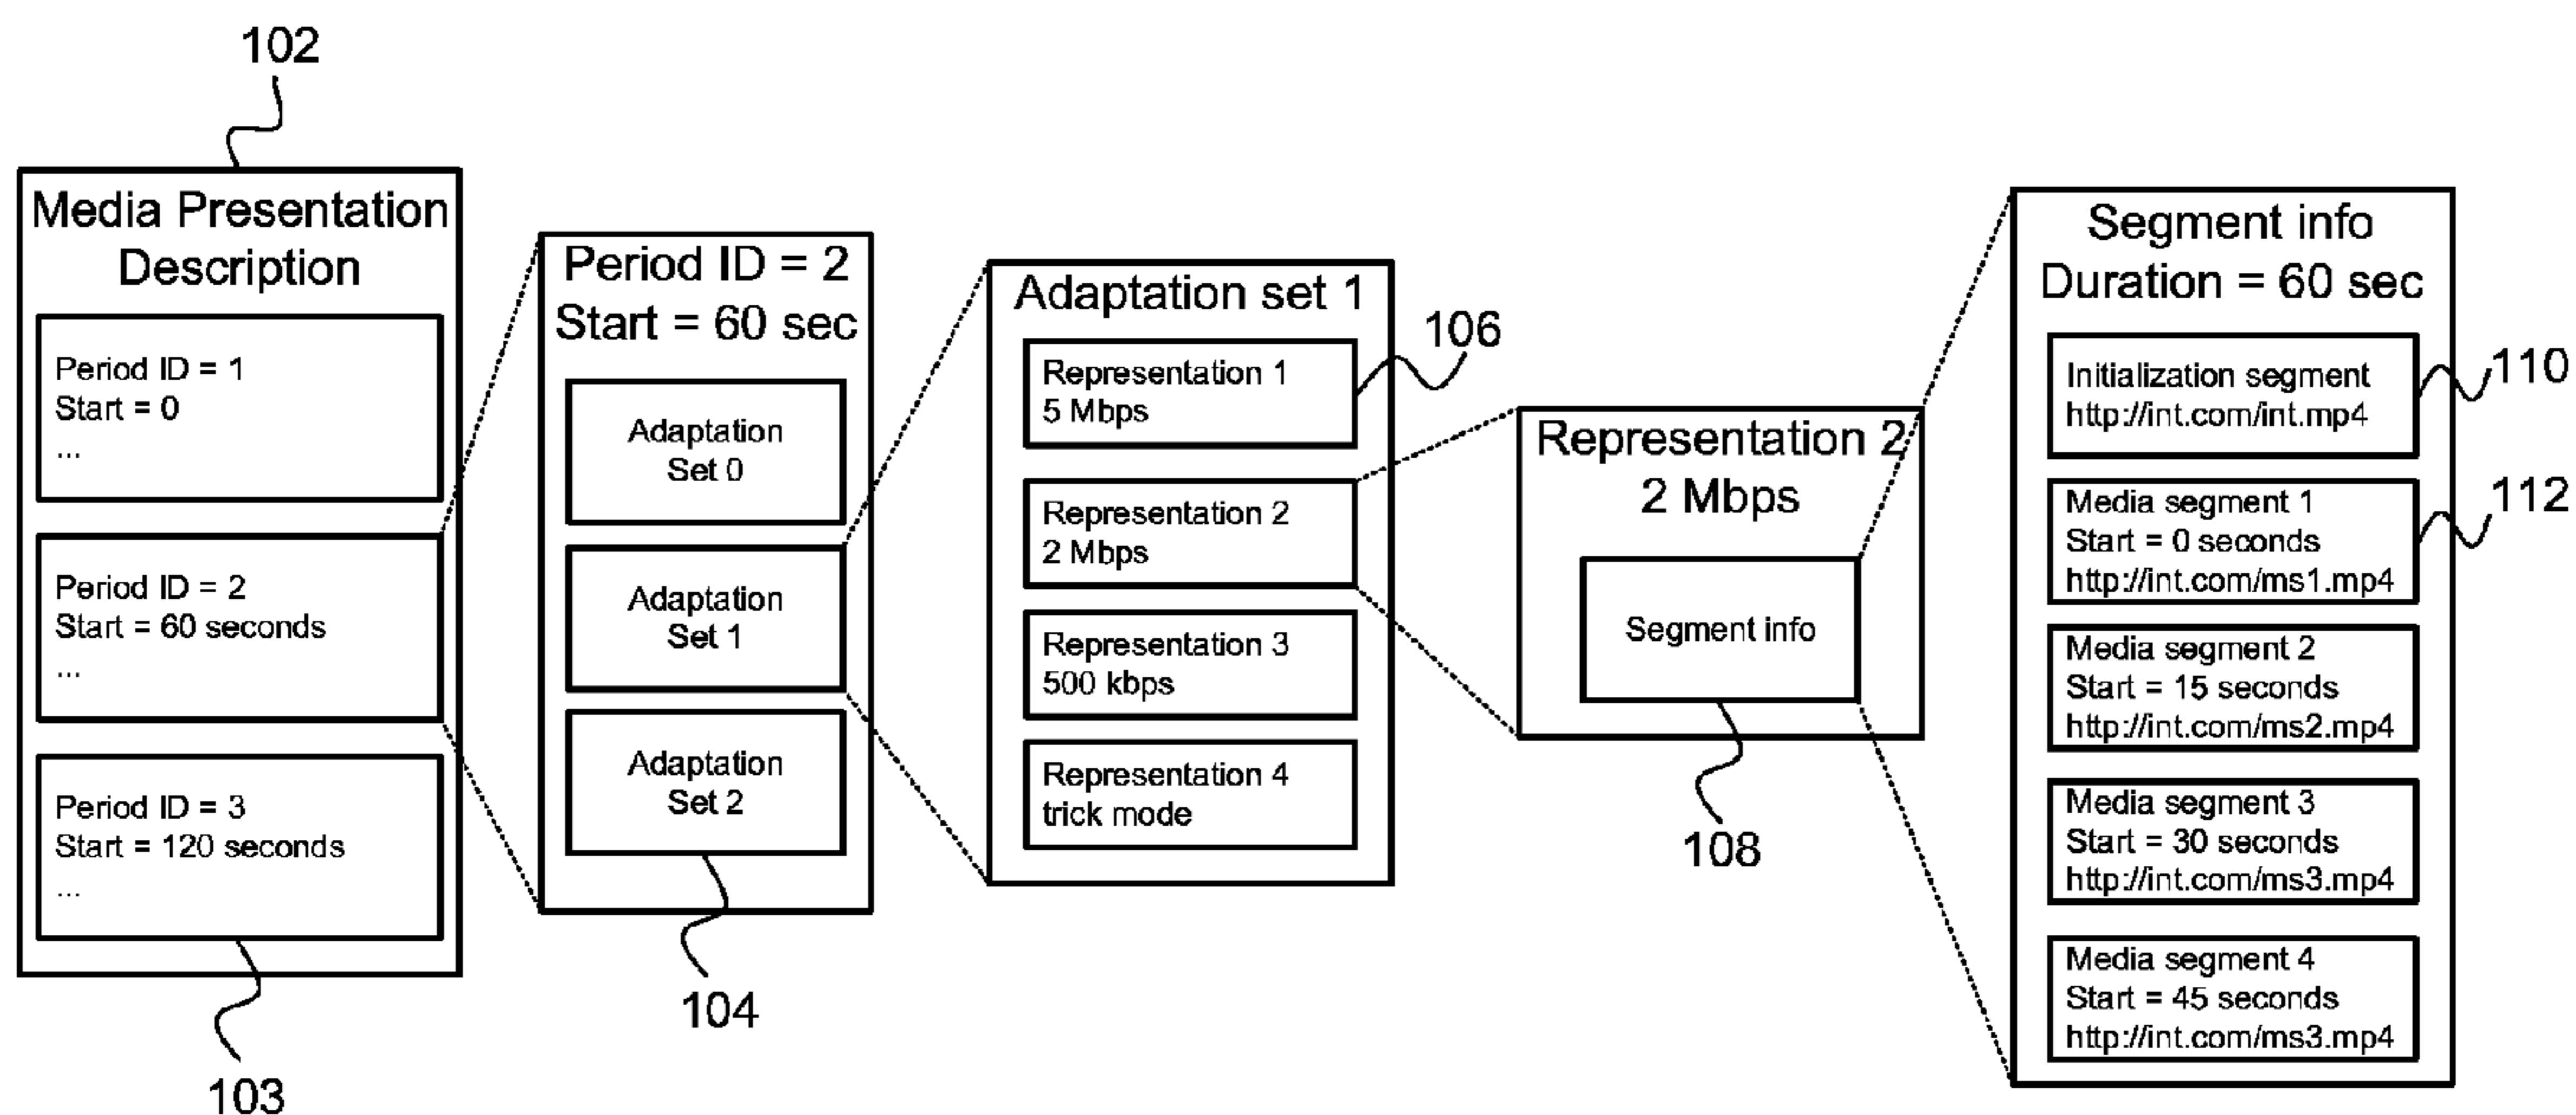 102
Media Presentation
Description
Period ID = 1
Start = 0
...
Period ID = 2
Start = 60 seconds
...
Period ID = 3
Start = 120 seconds
...
103
Period ID = 2
Start = 60 sec
Adaptation
Set 0
Adaptation
Set 1
Adaptation
Set 2
104
Adaptation set 1
Representation 1
5 Mbps
106
Representation 2
2 Mbps
Representation 3
500 kbps
Representation 4
trick mode
Representation 2
2 Mbps
Segment info
108
Segment info
Duration = 60 sec
Initialization segment
http://int.com/int.mp4
110
Media segment 1
Start = 0 seconds
http://int.com/ms1.mp4
112
Media segment 2
Start = 15 seconds
http://int.com/ms2.mp4
Media segment 3
Start = 30 seconds
http://int.com/ms3.mp4
Media segment 4
Start = 45 seconds
http://int.com/ms3.mp4